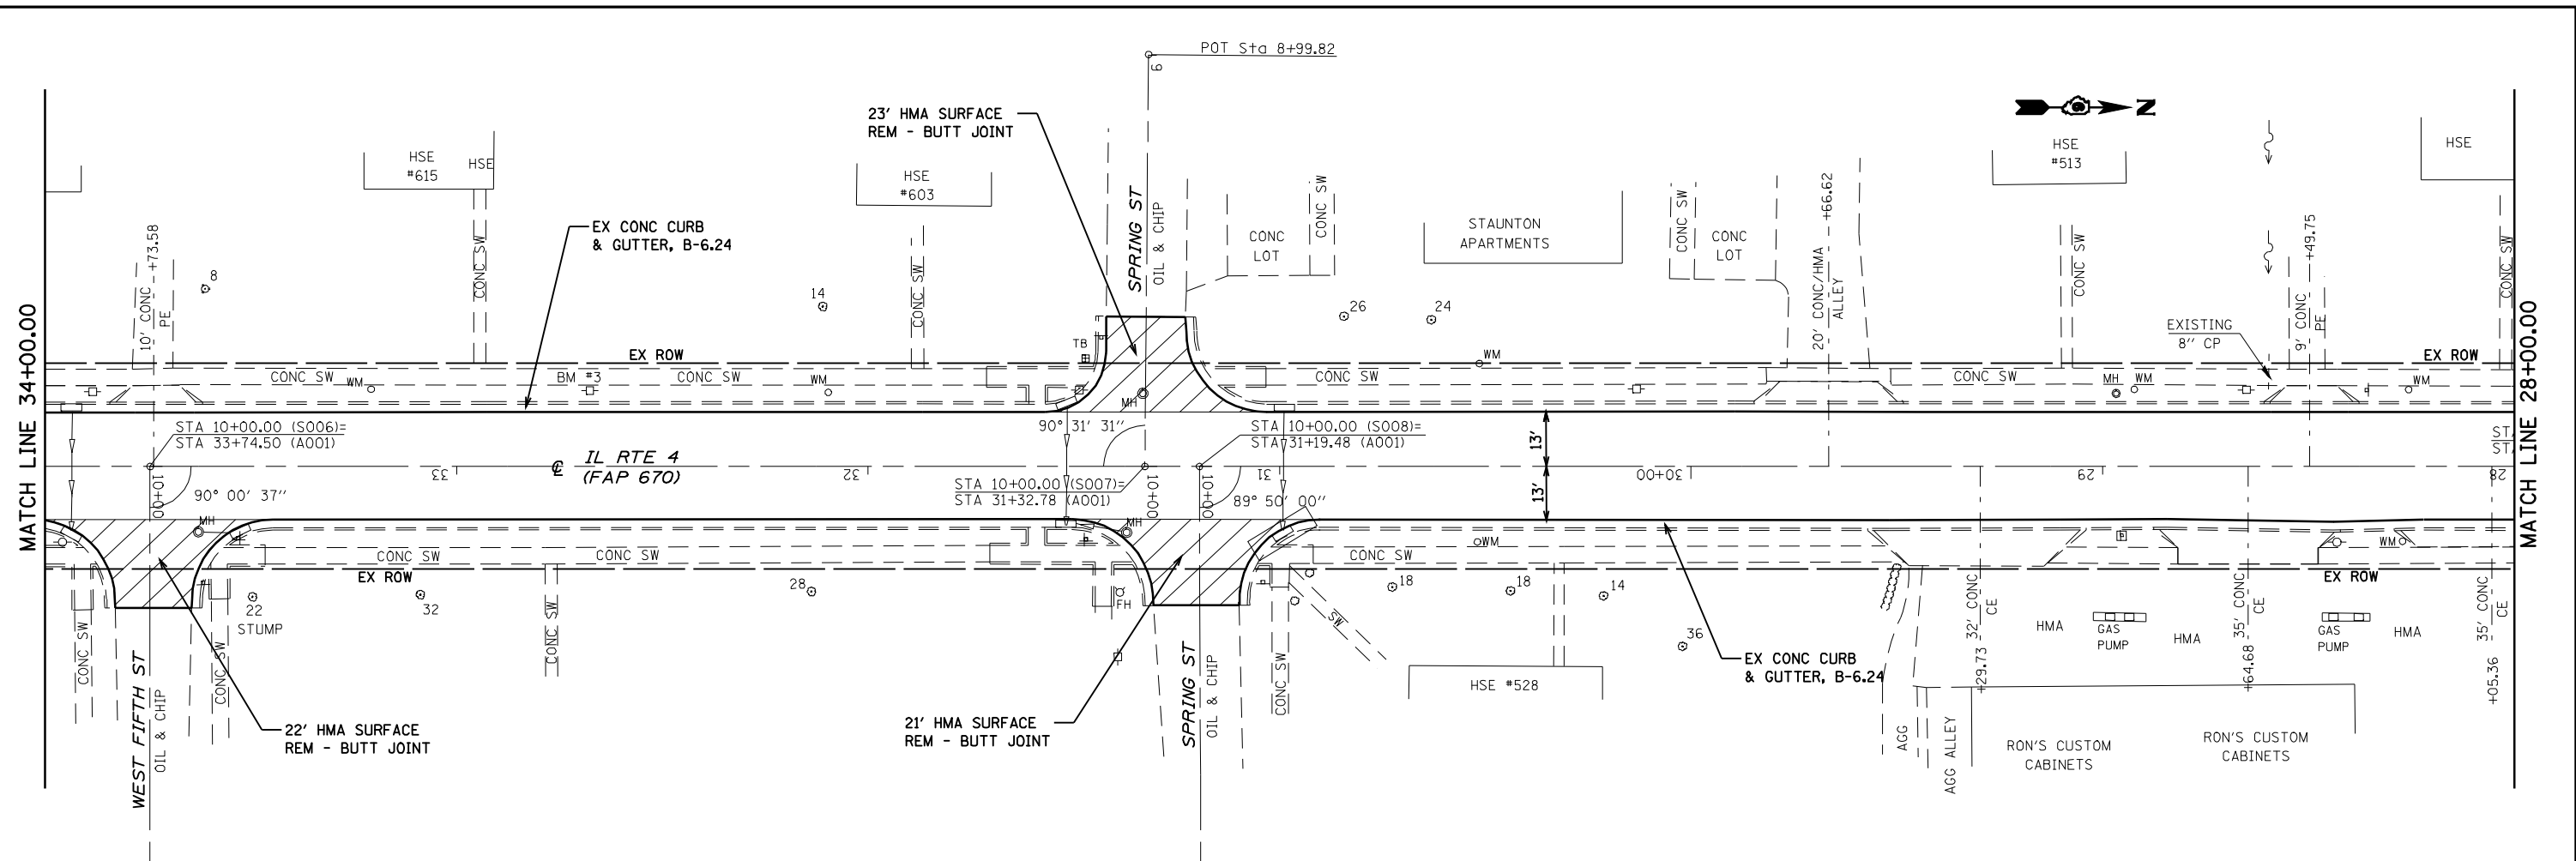 POT Sta 8+99.82
9
23' HMA SURFACE
REM - BUTT JOINT
N
HSE
#615
HSE
HSE
#603
EX CONC CURB
& GUTTER, B-6.24
SPRING ST
OIL & CHIP
CONC
LOT
CONC SW
STAUNTON
APARTMENTS
CONC SW
CONC
LOT
20' CONC/HMA
ALLEY
+66.62
HSE
#513
CONC SW
HSE
9' CONC
PE
+49.75
CONC SW
EXISTING
8'' CP
10' CONC
PE
+73.58
8
CONC SW
14
CONC SW
26
24
MATCH LINE 34+00.00
MATCH LINE 28+00.00
EX ROW
EX ROW
TB
WM
CONC SW
WM
BM #3
CONC SW
WM
MH
CONC SW
CONC SW
MH
WM
WM
STA 10+00.00 (S006)=
STA 33+74.50 (A001)
90° 31' 31''
STA 10+00.00 (S008)=
STA 31+19.48 (A001)
13'
13'
ST
ST
33
℄
IL RTE 4
(FAP 670)
32
31
30+00
29
28
10+00
90° 00' 37''
STA 10+00.00 (S007)=
STA 31+32.78 (A001)
10+00
10+00
89° 50' 00''
MH
MH
CONC SW
CONC SW
CONC SW
WM
WM
EX ROW
EX ROW
22
STUMP
32
28
FH
18
18
14
36
SW
CONC SW
CONC SW
CONC SW
CONC SW
WEST FIFTH ST
OIL & CHIP
SPRING ST
OIL & CHIP
22' HMA SURFACE
REM - BUTT JOINT
21' HMA SURFACE
REM - BUTT JOINT
HSE #528
EX CONC CURB
& GUTTER, B-6.24
32' CONC
CE
+29.73
HMA
GAS
PUMP
HMA
35' CONC
CE
+64.68
GAS
PUMP
HMA
35' CONC
CE
+05.36
AGG
AGG ALLEY
RON'S CUSTOM
CABINETS
RON'S CUSTOM
CABINETS